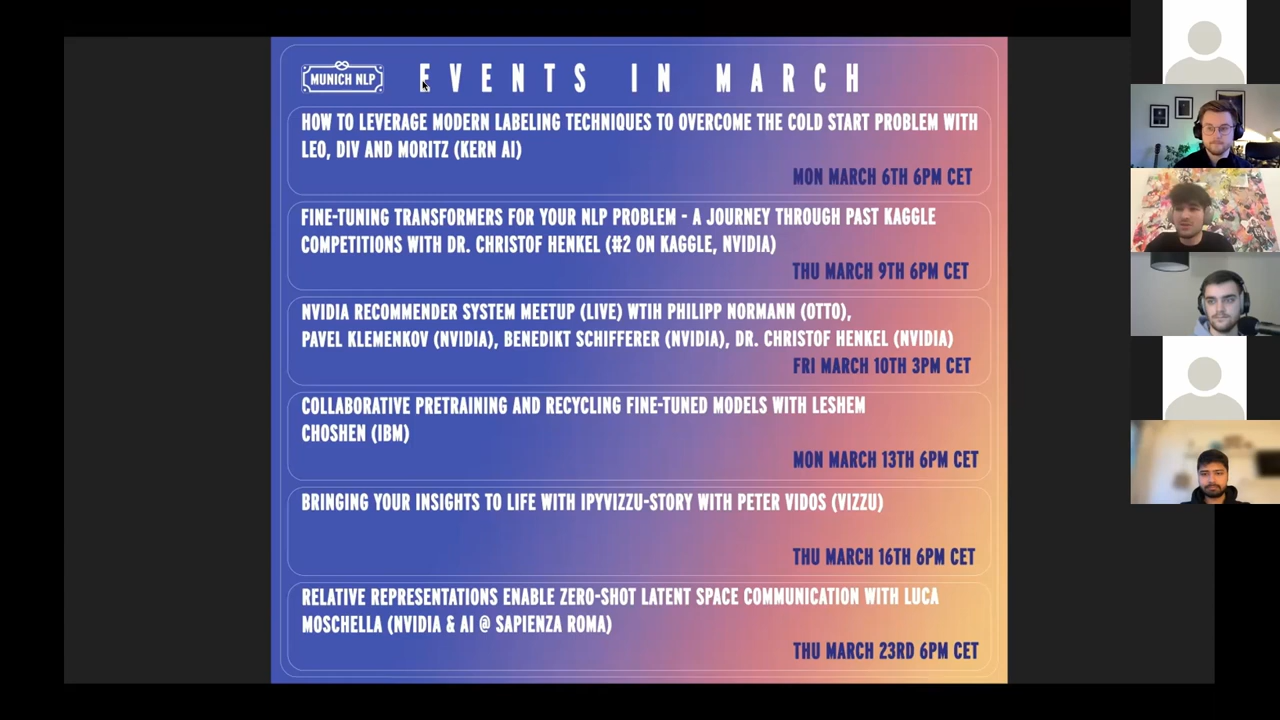 MUNICH NLP
EVENTS IN MARCH
HOW TO LEVERAGE MODERN LABELING TECHNIQUES TO OVERCOME THE COLD START PROBLEM WITH
LEO, DIV AND MORITZ (KERN AI)
MON MARCH 6TH 6PM CET
FINE-TUNING TRANSFORMERS FOR YOUR NLP PROBLEM - A JOURNEY THROUGH PAST KAGGLE
COMPETITIONS WITH DR. CHRISTOF HENKEL (#2 ON KAGGLE, NVIDIA)
THU MARCH 9TH 6PM CET
NVIDIA RECOMMENDER SYSTEM MEETUP (LIVE) WTIH PHILIPP NORMANN (OTTO),
PAVEL KLEMENKOV (NVIDIA), BENEDIKT SCHIFFERER (NVIDIA), DR. CHRISTOF HENKEL (NVIDIA)
FRI MARCH 10TH 3PM CET
COLLABORATIVE PRETRAINING AND RECYCLING FINE-TUNED MODELS WITH LESHEM
CHOSHEN (IBM)
MON MARCH 13TH 6PM CET
BRINGING YOUR INSIGHTS TO LIFE WITH IPYVIZZU-STORY WITH PETER VIDOS (VIZZU)
THU MARCH 16TH 6PM CET
RELATIVE REPRESENTATIONS ENABLE ZERO-SHOT LATENT SPACE COMMUNICATION WITH LUCA
MOSCHELLA (NVIDIA & AI @ SAPIENZA ROMA)
THU MARCH 23RD 6PM CET